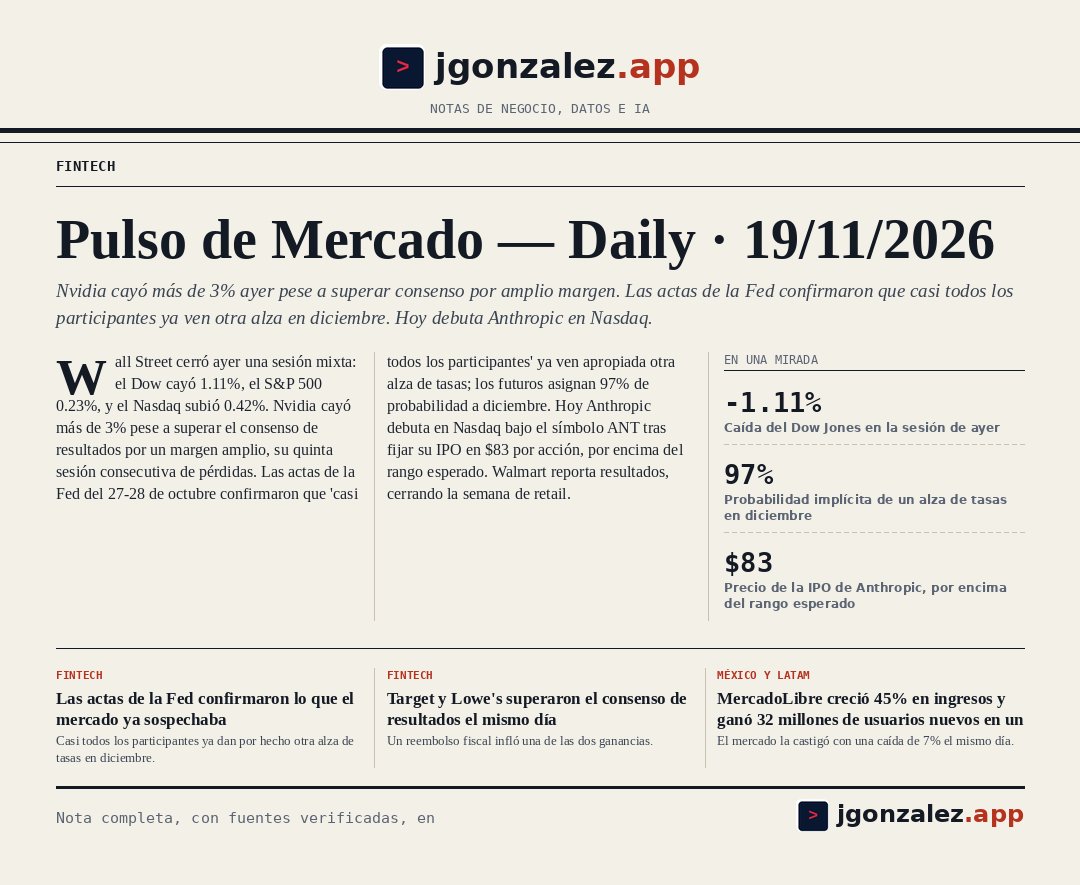 > jgonzalez.app
NOTAS DE NEGOCIO, DATOS E IA
FINTECH
Pulso de Mercado — Daily · 19/11/2026
Nvidia cayó más de 3% ayer pese a superar consenso por amplio margen. Las actas de la Fed confirmaron que casi todos los
participantes ya ven otra alza en diciembre. Hoy debuta Anthropic en Nasdaq.
Wall Street cerró ayer una sesión mixta:
el Dow cayó 1.11%, el S&P 500
0.23%, y el Nasdaq subió 0.42%. Nvidia cayó
más de 3% pese a superar el consenso de
resultados por un margen amplio, su quinta
sesión consecutiva de pérdidas. Las actas de la
Fed del 27-28 de octubre confirmaron que 'casi
todos los participantes' ya ven apropiada otra
alza de tasas; los futuros asignan 97% de
probabilidad a diciembre. Hoy Anthropic
debuta en Nasdaq bajo el símbolo ANT tras
fijar su IPO en $83 por acción, por encima del
rango esperado. Walmart reporta resultados,
cerrando la semana de retail.
EN UNA MIRADA
-1.11%
Caída del Dow Jones en la sesión de ayer
97%
Probabilidad implícita de un alza de tasas
en diciembre
$83
Precio de la IPO de Anthropic, por encima
del rango esperado
FINTECH
Las actas de la Fed confirmaron lo que el
mercado ya sospechaba
Casi todos los participantes ya dan por hecho otra alza de
tasas en diciembre.
FINTECH
Target y Lowe's superaron el consenso de
resultados el mismo día
Un reembolso fiscal infló una de las dos ganancias.
MÉXICO Y LATAM
MercadoLibre creció 45% en ingresos y
ganó 32 millones de usuarios nuevos en un
El mercado la castigó con una caída de 7% el mismo día.
Nota completa, con fuentes verificadas, en
> jgonzalez.app